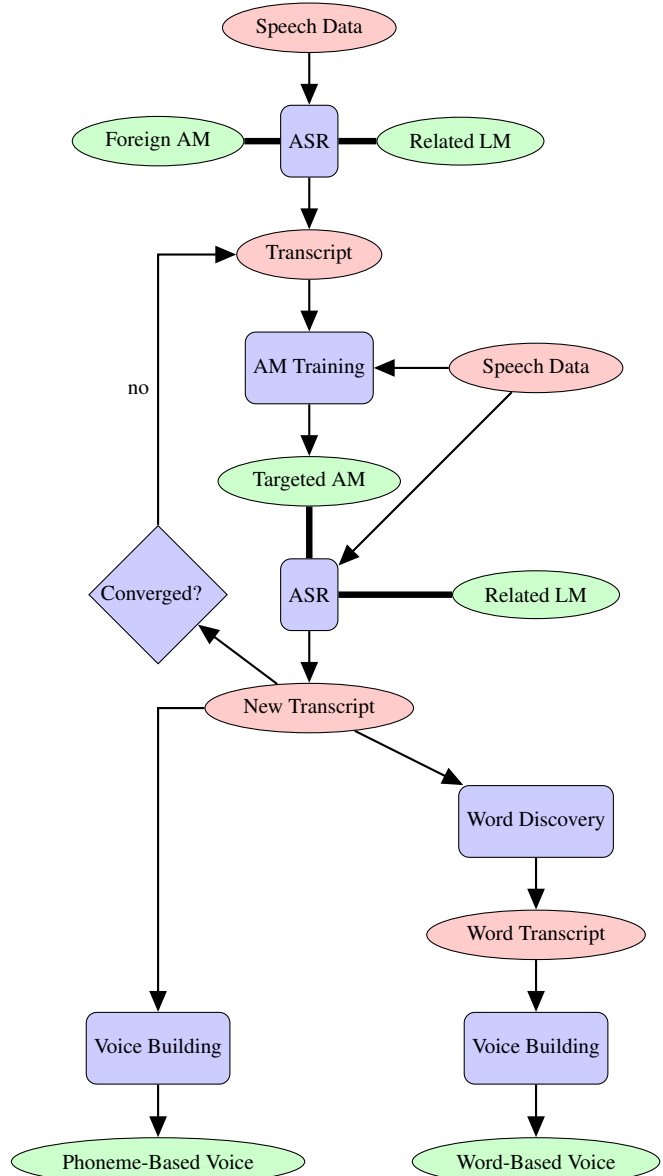 Speech Data
Foreign AM
ASR
Related LM
Transcript
AM Training
Speech Data
no
Targeted AM
Converged?
ASR
Related LM
New Transcript
Word Discovery
Word Transcript
Voice Building
Voice Building
Phoneme-Based Voice
Word-Based Voice